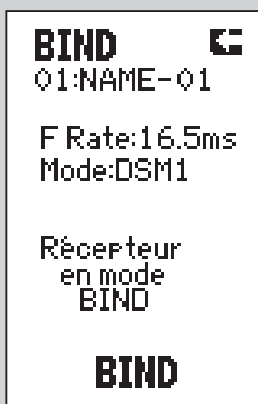 BIND
01:NAME-01
F Rate:16.5ms
Mode:DSM1
Récepteur
en mode
BIND
BIND